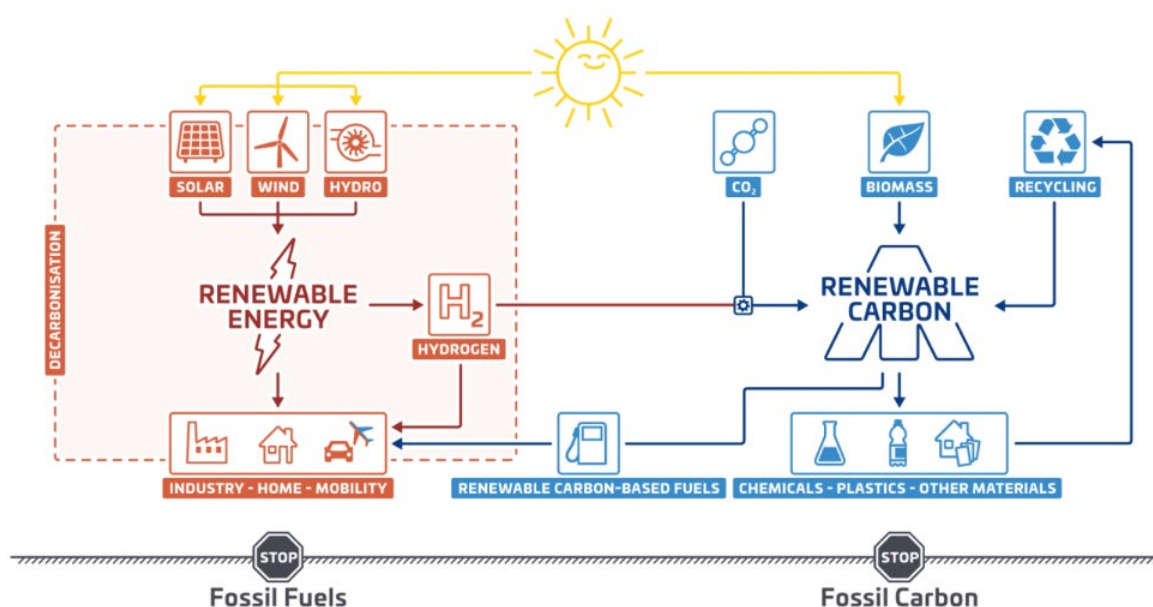 SOLAR
WIND
HYDRO
CO₂
BIOMASS
RECYCLING
DECARBONISATION
RENEWABLE
ENERGY
H₂
HYDROGEN
RENEWABLE
CARBON
INDUSTRY - HOME - MOBILITY
RENEWABLE CARBON-BASED FUELS
CHEMICALS - PLASTICS - OTHER MATERIALS
STOP
Fossil Fuels
STOP
Fossil Carbon